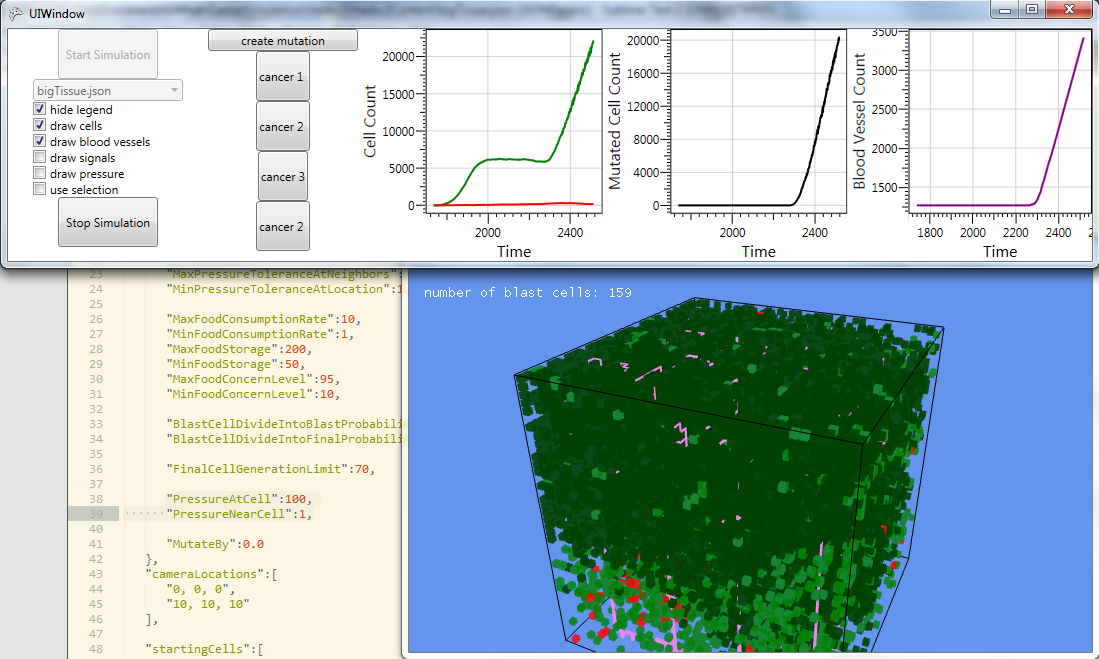 UIWindow
Start Simulation
bigTissue.json
hide legend
draw cells
draw blood vessels
draw signals
draw pressure
use selection
Stop Simulation
create mutation
cancer 1
cancer 2
cancer 3
cancer 2
Cell Count
20000
15000
10000
5000
0
2000 2400
Time
Mutated Cell Count
20000
16000
12000
8000
4000
0
2000 2400
Time
Blood Vessel Count
3500
3000
2500
2000
1500
1800 2000 2200 2400
Time
23 "MaxPressureToleranceAtNeighbors":
24 "MinPressureToleranceAtLocation":1
25
26 "MaxFoodConsumptionRate":10,
27 "MinFoodConsumptionRate":1,
28 "MaxFoodStorage":200,
29 "MinFoodStorage":50,
30 "MaxFoodConcernLevel":95,
31 "MinFoodConcernLevel":10,
32
33 "BlastCellDivideIntoBlastProbabili
34 "BlastCellDivideIntoFinalProbabili
35
36 "FinalCellGenerationLimit":70,
37
38 "PressureAtCell":100,
39 "PressureNearCell":1,
40
41 "MutateBy":0.0
42 },
43 "cameraLocations":[
44 "0, 0, 0",
45 "10, 10, 10"
46 ],
47
48 "startingCells":[
number of blast cells: 159